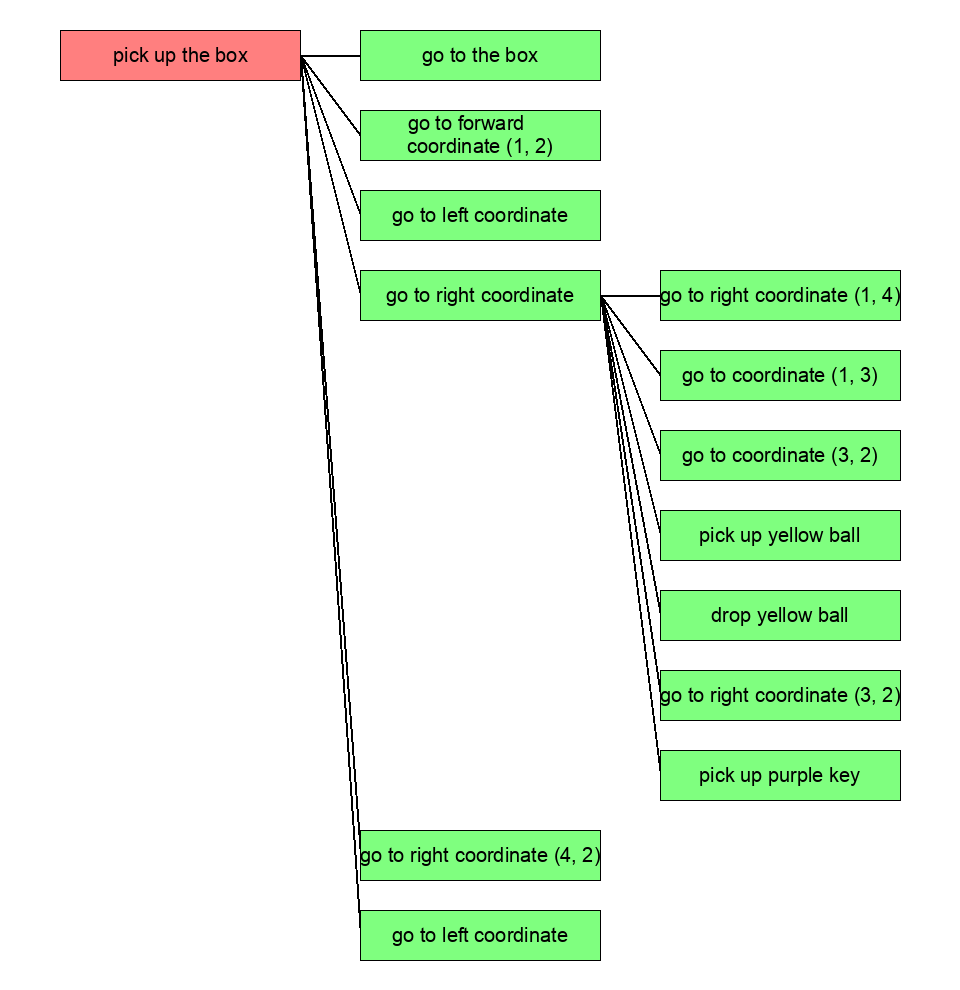 pick up the box
go to the box
go to forward
coordinate (1, 2)
go to left coordinate
go to right coordinate
go to right coordinate (1, 4)
go to coordinate (1, 3)
go to coordinate (3, 2)
pick up yellow ball
drop yellow ball
go to right coordinate (3, 2)
pick up purple key
go to right coordinate (4, 2)
go to left coordinate